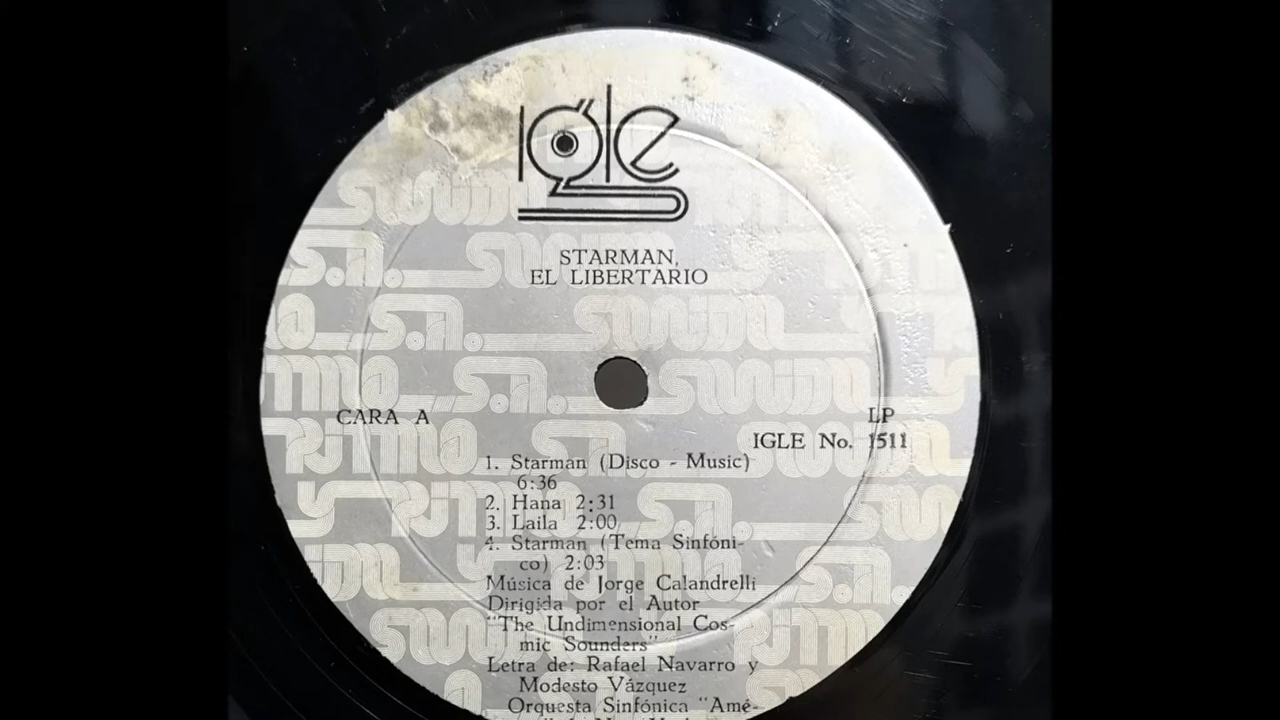 Igle
STARMAN,
EL LIBERTARIO
CARA A
LP
IGLE No. 1511
1. Starman (Disco - Music)
6:36
2. Hana 2:31
3. Laila 2:00
4. Starman (Tema Sinfóni-
co) 2:03
Música de Jorge Calandrelli
Dirigida por el Autor
"The Undimensional Cos-
mic Sounders"
Letra de: Rafael Navarro y
Modesto Vázquez
Orquesta Sinfónica "Amé-